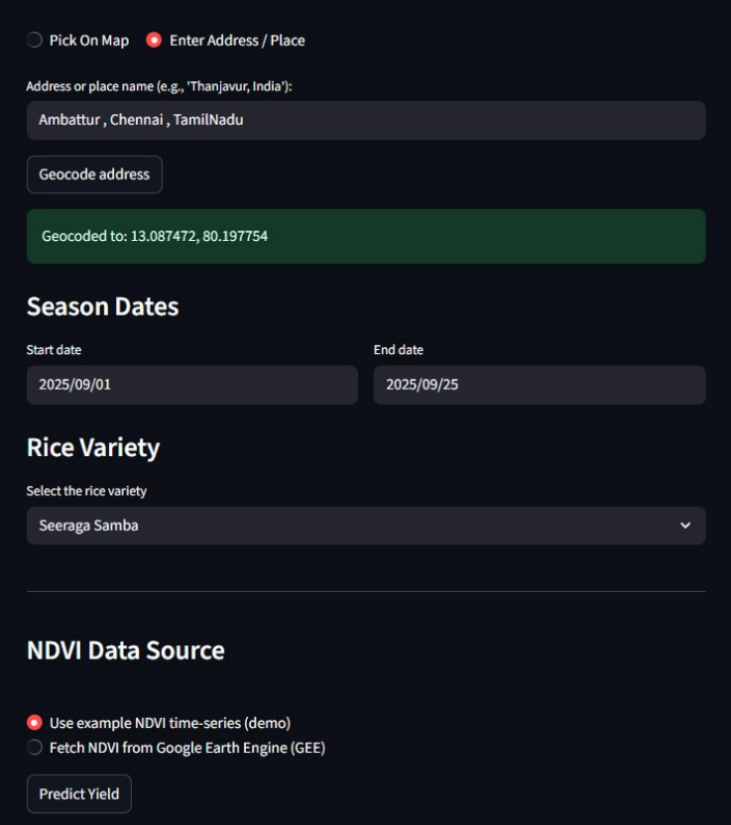 Pick On Map Enter Address / Place
Address or place name (e.g., 'Thanjavur, India'):
Ambattur , Chennai , TamilNadu
Geocode address
Geocoded to: 13.087472, 80.197754
Season Dates
Start date End date
2025/09/01 2025/09/25
Rice Variety
Select the rice variety
Seeraga Samba
NDVI Data Source
Use example NDVI time-series (demo)
Fetch NDVI from Google Earth Engine (GEE)
Predict Yield